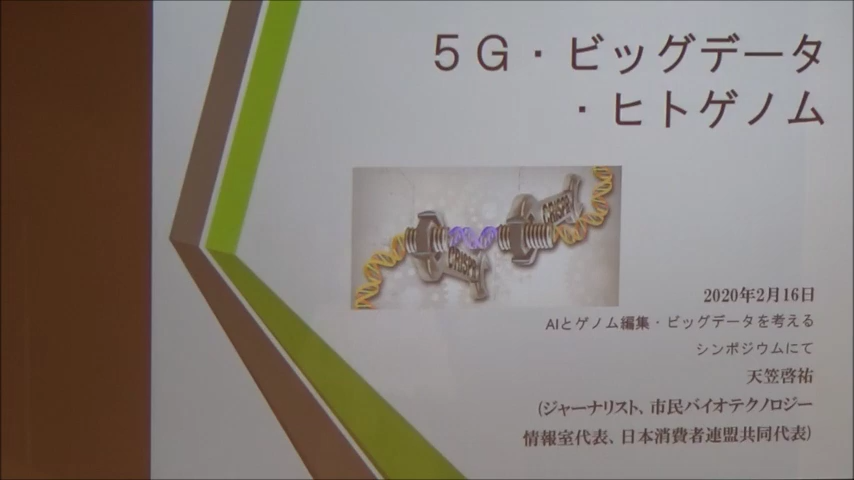 ５Ｇ・ビッグデータ
・ヒトゲノム
CRISPR
CRISPR
2020年2月16日
AIとゲノム編集・ビッグデータを考える
シンポジウムにて
天笠啓祐
(ジャーナリスト、市民バイオテクノロジー
情報室代表、日本消費者連盟共同代表)